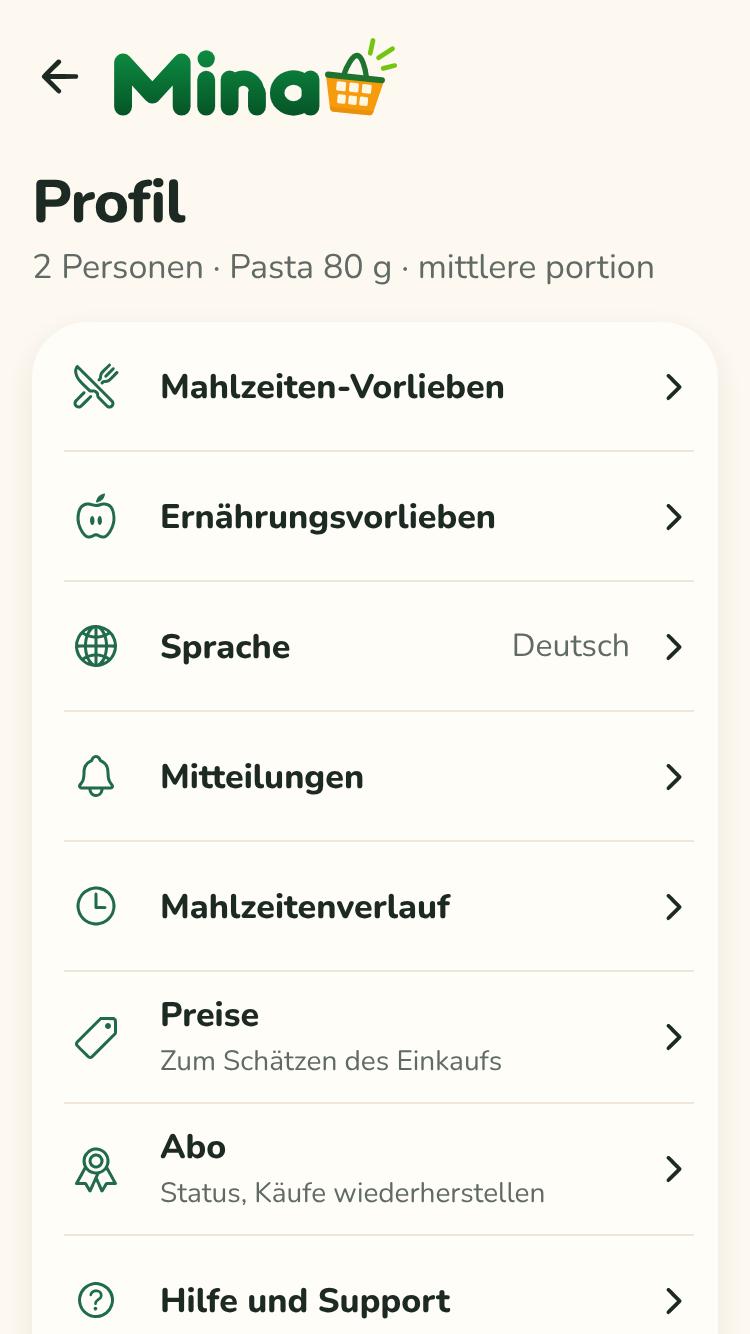 Mina
Profil
2 Personen · Pasta 80 g · mittlere portion
Mahlzeiten-Vorlieben
Ernährungsvorlieben
Sprache Deutsch
Mitteilungen
Mahlzeitenverlauf
Preise
Zum Schätzen des Einkaufs
Abo
Status, Käufe wiederherstellen
Hilfe und Support